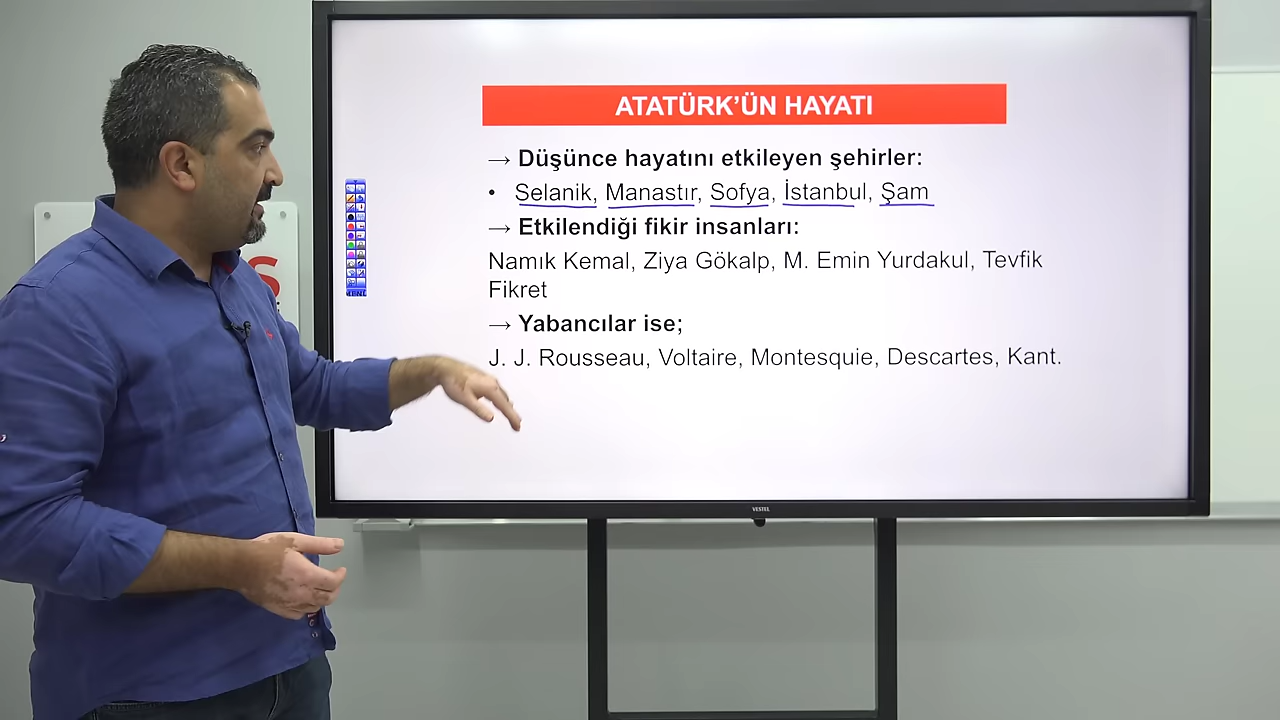 ATATÜRK'ÜN HAYATI
→ Düşünce hayatını etkileyen şehirler:
• Selanik, Manastır, Sofya, İstanbul, Şam
→ Etkilendiği fikir insanları:
Namık Kemal, Ziya Gökalp, M. Emin Yurdakul, Tevfik
Fikret
→ Yabancılar ise;
J. J. Rousseau, Voltaire, Montesquie, Descartes, Kant.
VESTEL